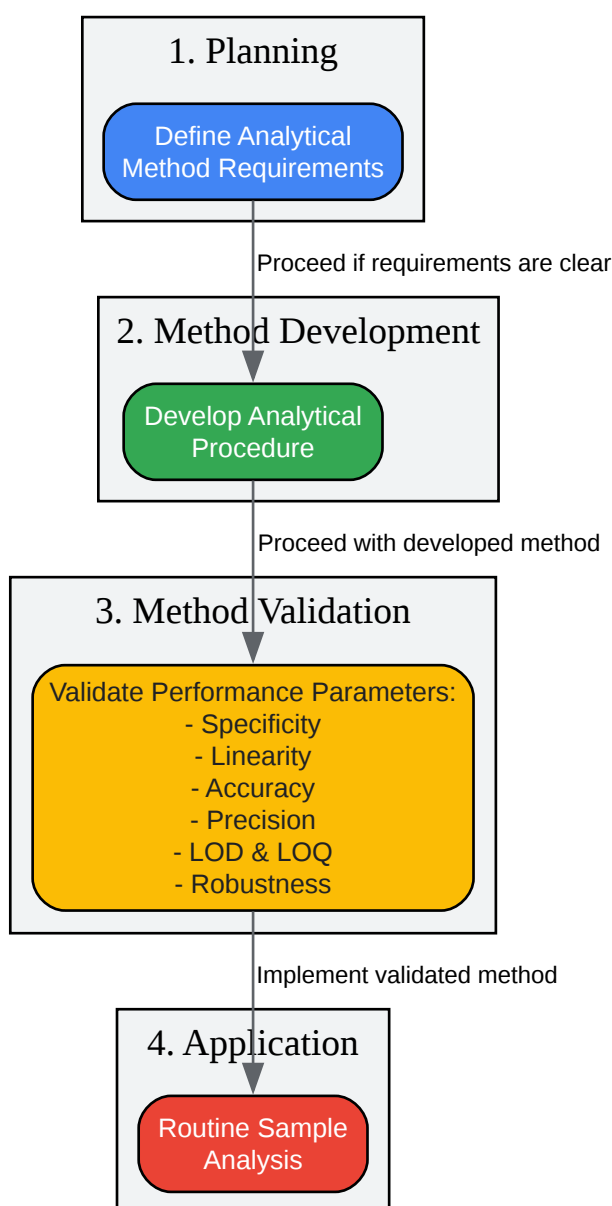 1. Planning
Define Analytical
Method Requirements
Proceed if requirements are clear
2. Method Development
Develop Analytical
Procedure
Proceed with developed method
3. Method Validation
Validate Performance Parameters:
- Specificity
- Linearity
- Accuracy
- Precision
- LOD & LOQ
- Robustness
Implement validated method
4. Application
Routine Sample
Analysis